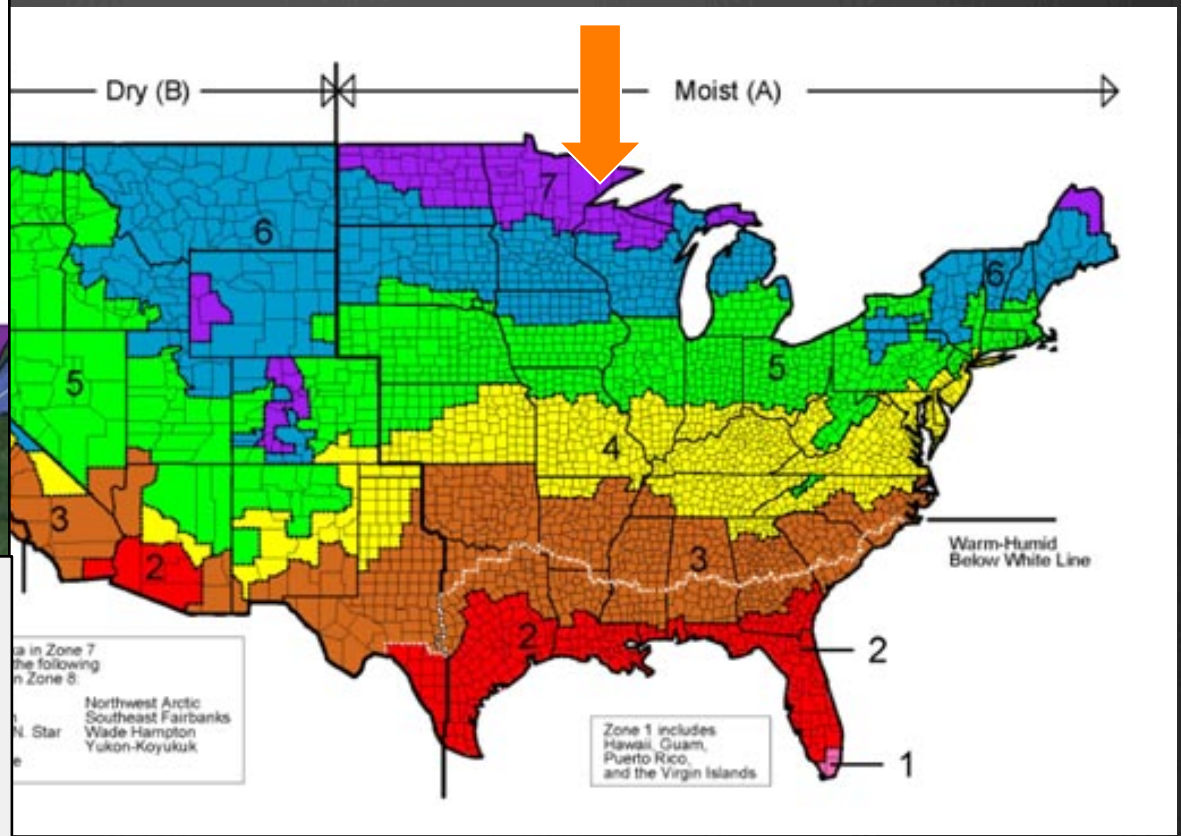 Dry (B)
Moist (A)
7
6
6
5
5
4
3
3
Warm-Humid
Below White Line
2
2
2
in Zone 7
the following
Zone 8:
Northwest Arctic
Southeast Fairbanks
N. Star Wade Hampton
Yukon-Koyukuk
Zone 1 includes
Hawaii, Guam,
Puerto Rico,
and the Virgin Islands
1